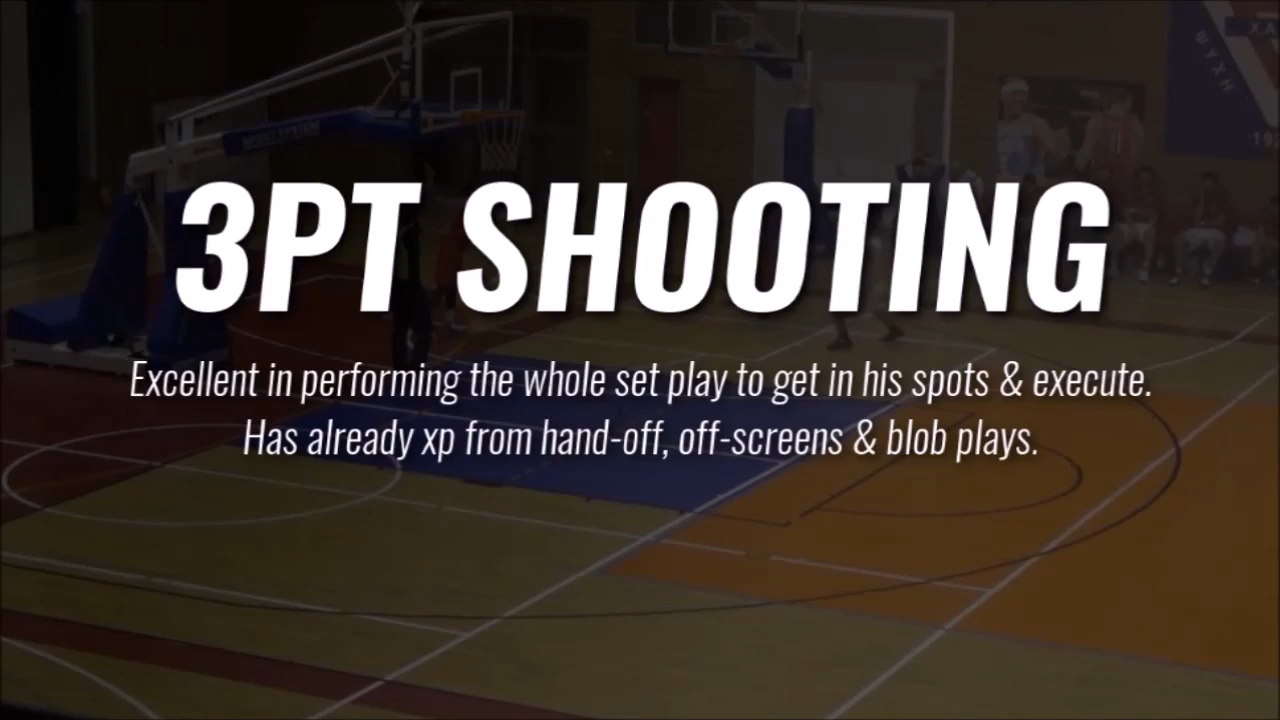 ΨΥΧΙΚ
3PT SHOOTING
Excellent in performing the whole set play to get in his spots & execute.
Has already xp from hand-off, off-screens & blob plays.